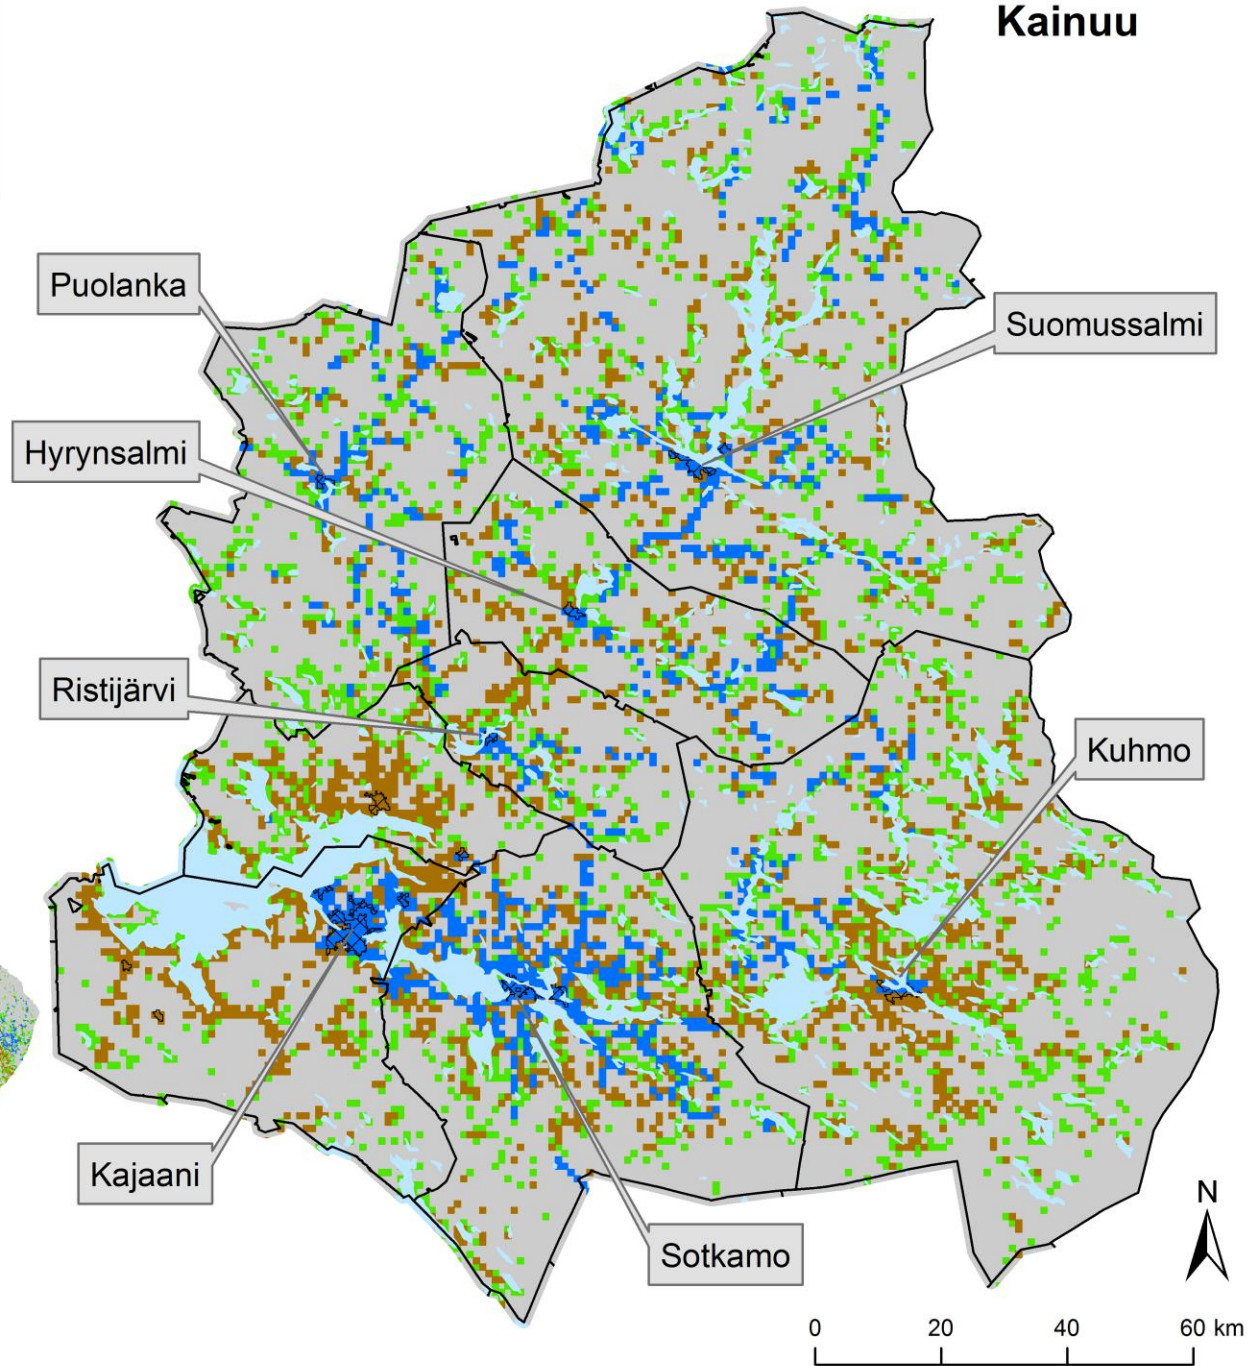 Kainuu
Puolanka
Suomussalmi
Hyrynsalmi
Ristijärvi
Kuhmo
Kajaani
Sotkamo
N
0 20 40 60 km